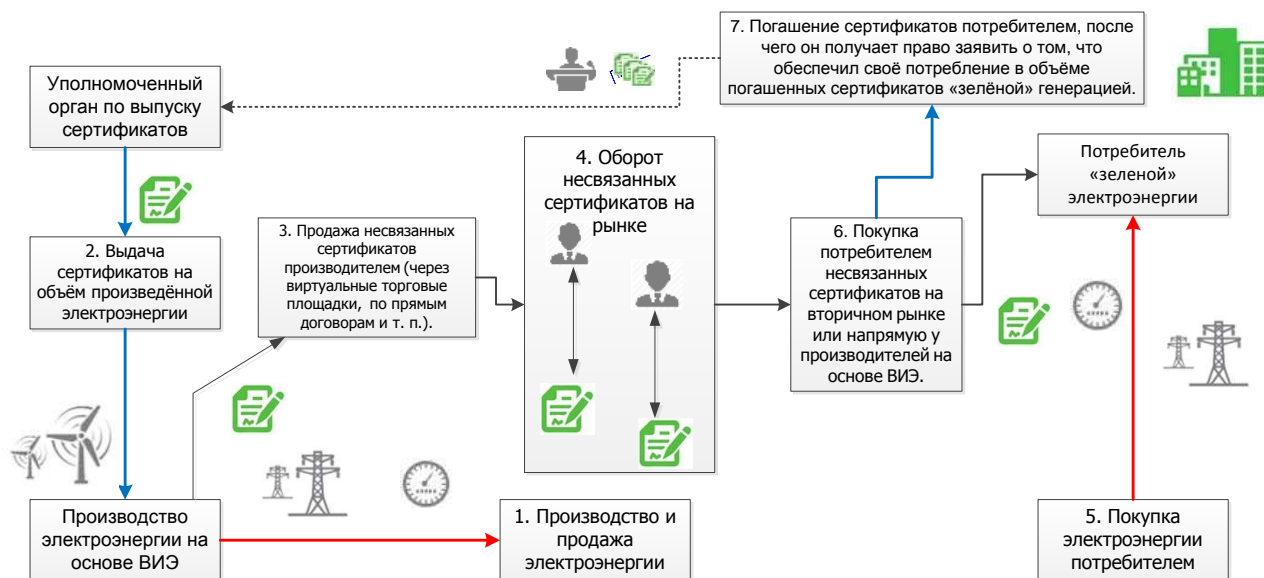 7. Погашение сертификатов потребителем, после
чего он получает право заявить о том, что
обеспечил своё потребление в объёме
погашенных сертификатов «зелёной» генерацией.
Уполномоченный
орган по выпуску
сертификатов
4. Оборот
несвязанных
сертификатов на
рынке
Потребитель
«зеленой»
электроэнергии
2. Выдача
сертификатов на
объём произведённой
электроэнергии
3. Продажа несвязанных
сертификатов
производителем (через
виртуальные торговые
площадки, по прямым
договорам и т. п.).
6. Покупка
потребителем
несвязанных
сертификатов на
вторичном рынке
или напрямую у
производителей на
основе ВИЭ.
Производство
электроэнергии на
основе ВИЭ
1. Производство и
продажа
электроэнергии
5. Покупка
электроэнергии
потребителем